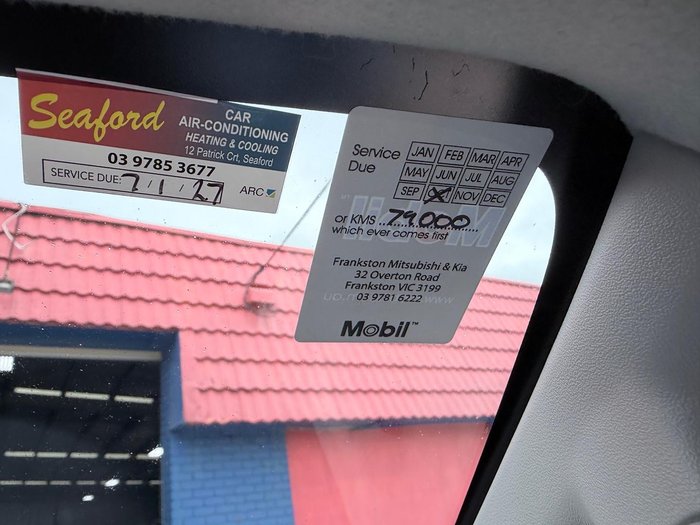 Seaford
CAR
AIR-CONDITIONING
HEATING & COOLING
12 Patrick Crt, Seaford
03 9785 3677
SERVICE DUE: 7/1/27
ARC
Service Due
JAN FEB MAR APR
MAY JUN JUL AUG
SEP NOV DEC
or KMS 79000
which ever comes first
Frankston Mitsubishi & Kia
32 Overton Road
Frankston VIC 3199
03 9781 6222
Mobil™